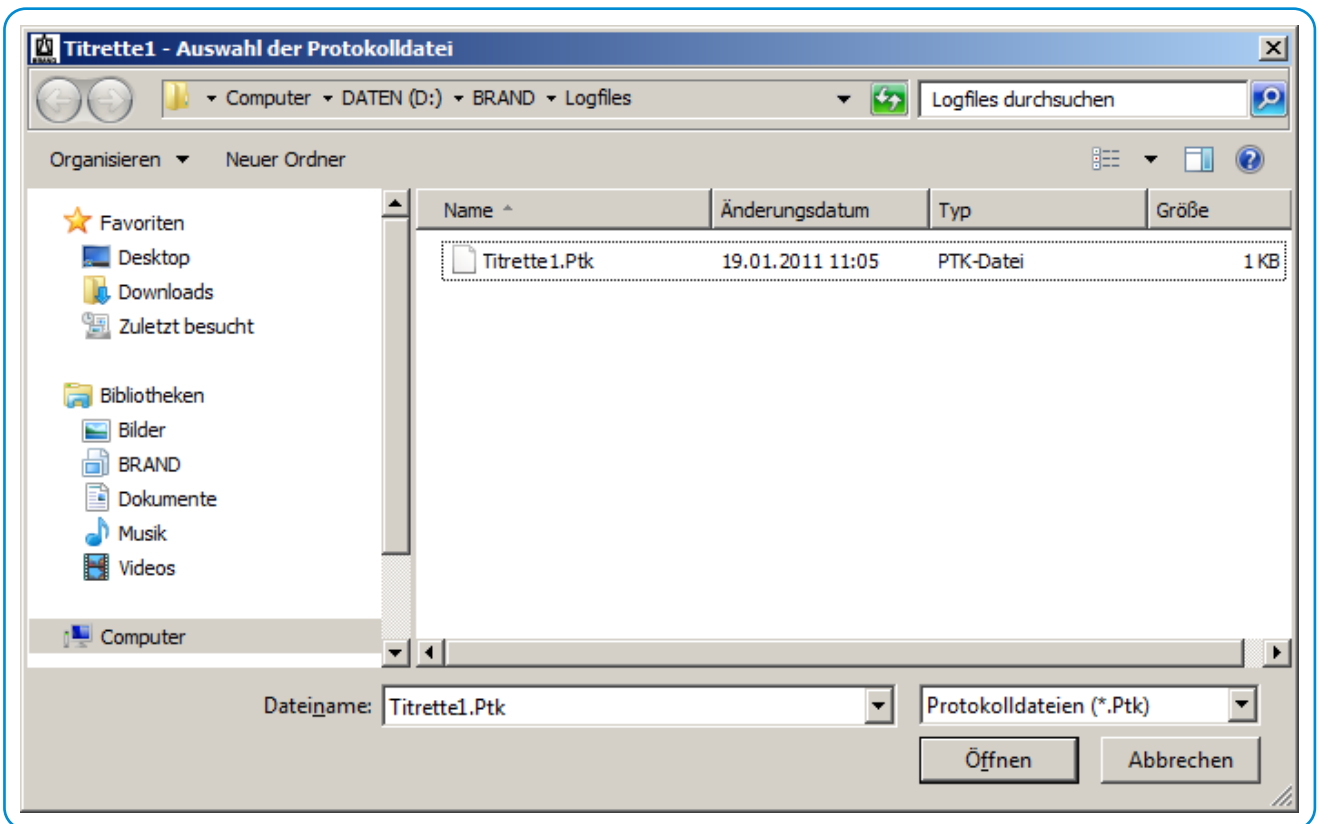 Titrette1 - Auswahl der Protokolldatei
Computer DATEN (D:) BRAND Logfiles
Logfiles durchsuchen
Organisieren Neuer Ordner
Name Änderungsdatum Typ Größe
Titrette1.Ptk 19.01.2011 11:05 PTK-Datei 1 KB
Favoriten
Desktop
Downloads
Zuletzt besucht
Bibliotheken
Bilder
BRAND
Dokumente
Musik
Videos
Computer
Dateiname: Titrette1.Ptk Protokolldateien (*.Ptk)
Öffnen Abbrechen